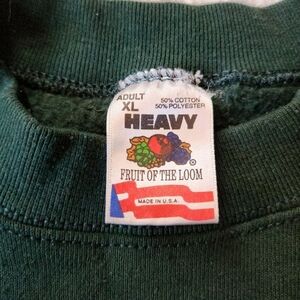 ADULT
XL
50% COTTON
50% POLYESTER
HEAVY
®
FRUIT OF THE LOOM
MADE IN U.S.A.